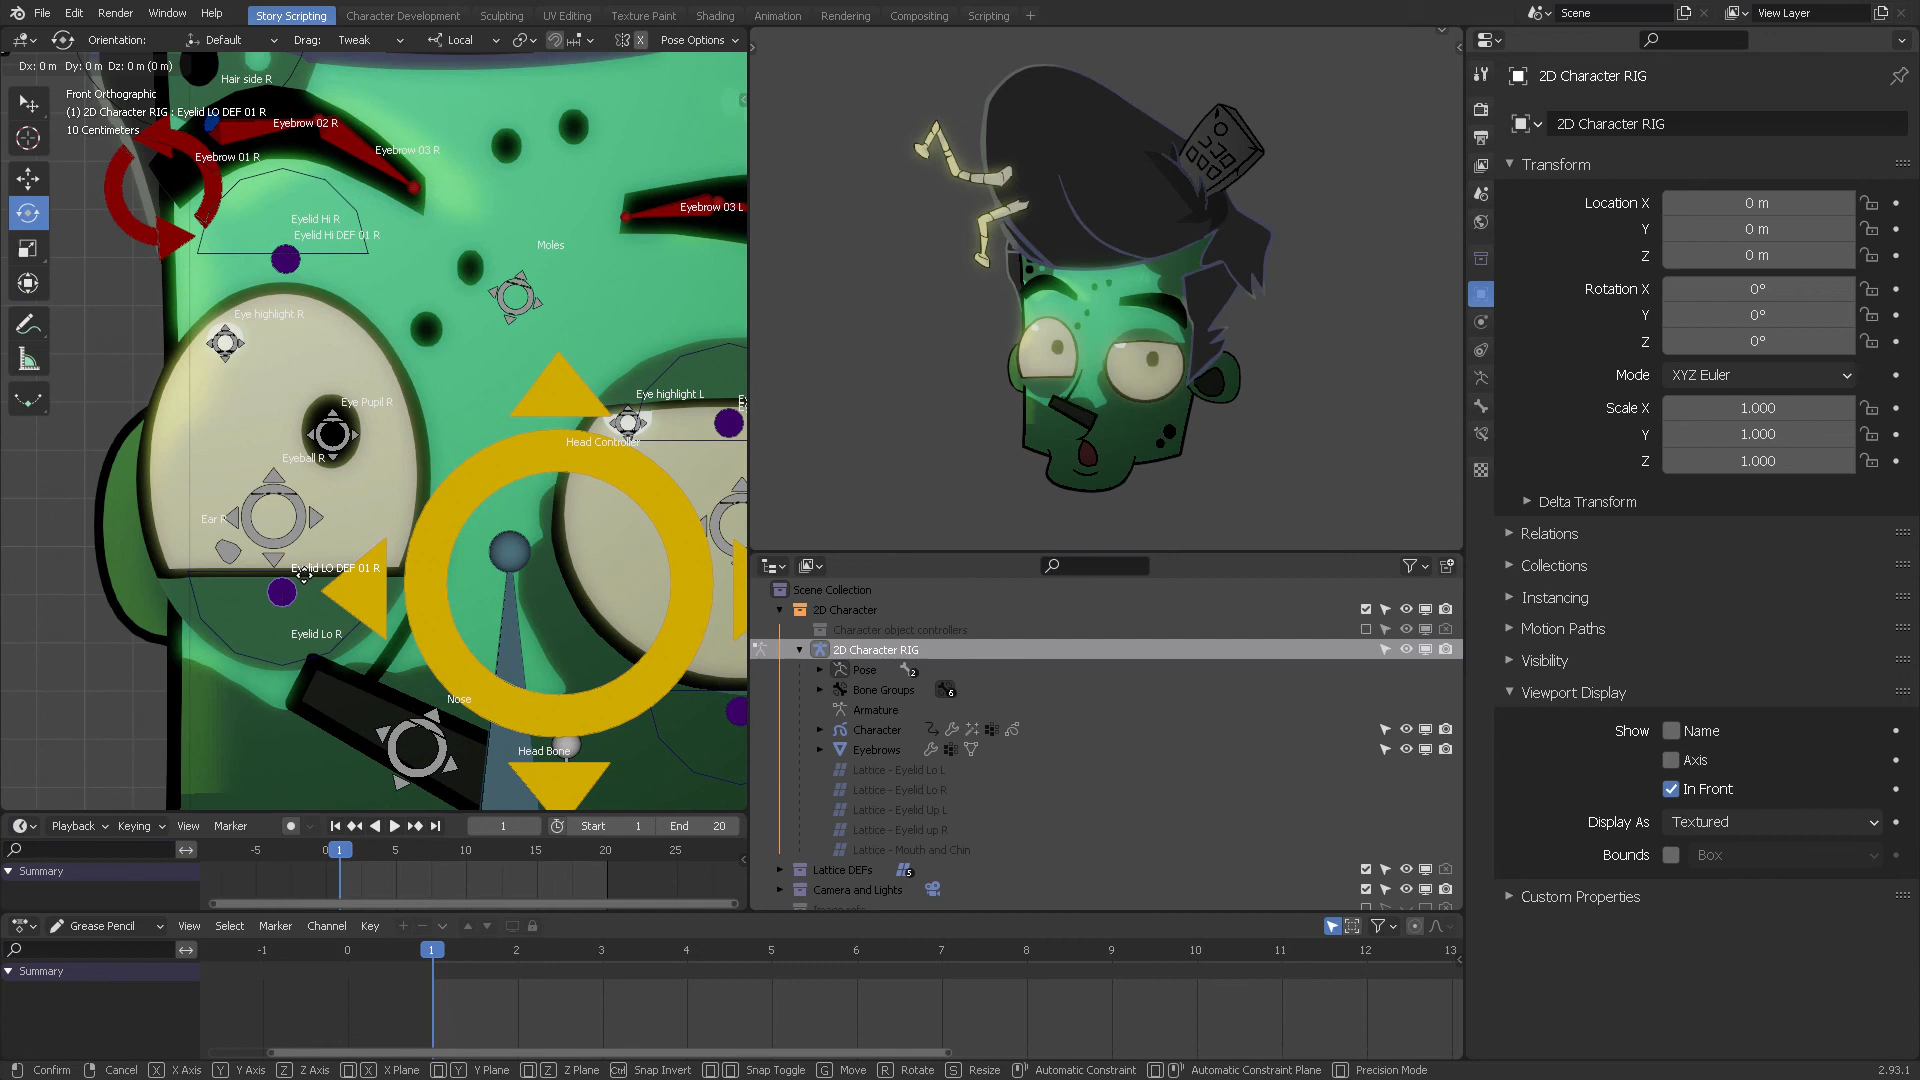 File Edit Render Window Help Story Scripting Character Development Sculpting UV Editing Texture Paint Shading Animation Rendering Compositing Scripting Scene View Layer
Orientation: Default Drag: Tweak Local X Pose Options
Dx: 0 m Dy: 0 m Dz: 0 m (0 m)
Hair side R
Front Orthographic
(1) 2D Character RIG : Eyelid LO DEF 01 R
10 Centimeters
Eyebrow 02 R
Eyebrow 03 R
Eyebrow 01 R
Eyebrow 03 L
Eyelid Hi R
Eyelid Hi DEF 01 R
Moles
Eye highlight R
Eye highlight L
Eye Pupil R
Head Controller
Eyeball R
Ear R
Eyelid LO DEF 01 R
Eyelid Lo R
Nose
Head Bone
Playback Keying View Marker 1 Start 1 End 20
-5 0 1 5 10 15 20 25
Summary
Grease Pencil View Select Marker Channel Key
-1 0 1 2 3 4 5 6 7 8 9 10 11 12 13
Summary
Scene Collection
2D Character
Character object controllers
2D Character RIG
Pose 2
Bone Groups 6
Armature
Character
Eyebrows
Lattice - Eyelid Lo L
Lattice - Eyelid Lo R
Lattice - Eyelid Up L
Lattice - Eyelid up R
Lattice - Mouth and Chin
Lattice DEFs 5
Camera and Lights
2D Character RIG
2D Character RIG
Transform
Location X 0 m
Y 0 m
Z 0 m
Rotation X 0°
Y 0°
Z 0°
Mode XYZ Euler
Scale X 1.000
Y 1.000
Z 1.000
Delta Transform
Relations
Collections
Instancing
Motion Paths
Visibility
Viewport Display
Show Name
Axis
In Front
Display As Textured
Bounds Box
Custom Properties
Confirm Cancel X X Axis Y Y Axis Z Z Axis X X Plane Y Y Plane Z Z Plane Ctrl Snap Invert Snap Toggle G Move R Rotate S Resize Automatic Constraint Automatic Constraint Plane Precision Mode 2.93.1